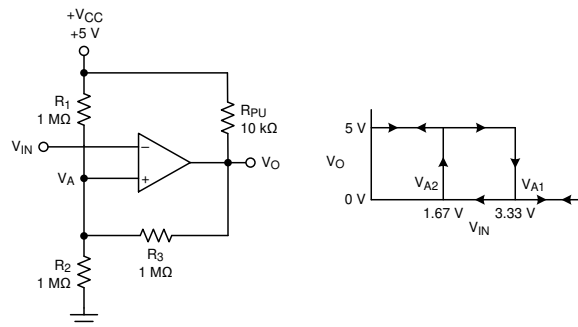 +VCC
+5 V
R1
1 MΩ
RPU
10 kΩ
VIN
−
VA
+
VO
R3
1 MΩ
R2
1 MΩ
5 V
VO
0 V
VA2
VA1
1.67 V
3.33 V
VIN